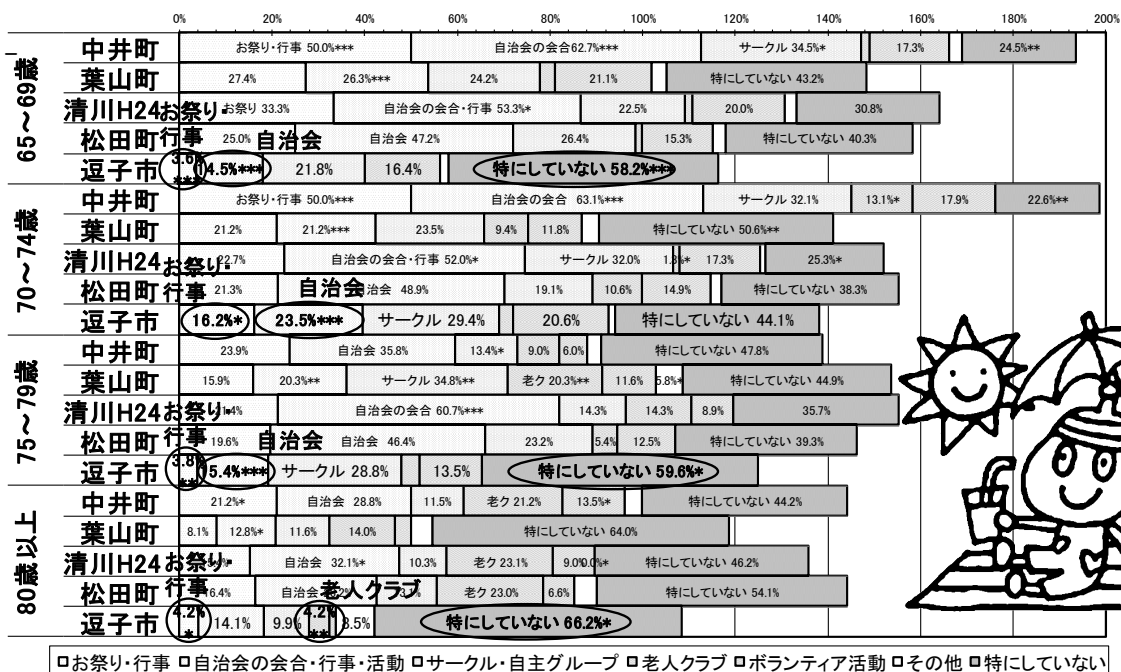 0% 20% 40% 60% 80% 100% 120% 140% 160% 180% 200%
65～69歳
中井町 お祭り・行事 50.0%*** 自治会の会合62.7%*** サークル 34.5%* 17.3% 24.5%**
葉山町 27.4% 26.3%*** 24.2% 21.1% 特にしていない 43.2%
清川H24 お祭り 33.3% 自治会の会合・行事 53.3%* 22.5% 20.0% 30.8%
お祭り・行事
松田町 25.0% 自治会 47.2% 26.4% 15.3% 特にしていない 40.3%
自治会
逗子市 3.6%*** 14.5%*** 21.8% 16.4% 特にしていない 58.2%***
70～74歳
中井町 お祭り・行事 50.0%*** 自治会の会合 63.1%*** サークル 32.1% 13.1%* 17.9% 22.6%**
葉山町 21.2% 21.2%*** 23.5% 9.4% 11.8% 特にしていない 50.6%**
清川H24 22.7% 自治会の会合・行事 52.0%* サークル 32.0% 1.3%* 17.3% 25.3%*
お祭り・行事
松田町 21.3% 自治会 48.9% 19.1% 10.6% 14.9% 特にしていない 38.3%
自治会
逗子市 16.2%* 23.5%*** サークル 29.4% 20.6% 特にしていない 44.1%
75～79歳
中井町 23.9% 自治会 35.8% 13.4%* 9.0% 6.0% 特にしていない 47.8%
葉山町 15.9% 20.3%** サークル 34.8%** 老ク 20.3%** 11.6% 5.8%* 特にしていない 44.9%
清川H24 21.4% 自治会の会合 60.7%*** 14.3% 14.3% 8.9% 35.7%
お祭り・行事
松田町 19.6% 自治会 46.4% 23.2% 5.4% 12.5% 特にしていない 39.3%
自治会
逗子市 3.8%** 15.4%*** サークル 28.8% 13.5% 特にしていない 59.6%*
80歳以上
中井町 21.2%* 自治会 28.8% 11.5% 老ク 21.2% 13.5%* 特にしていない 44.2%
葉山町 8.1% 12.8%* 11.6% 14.0% 特にしていない 64.0%
清川H24 自治会 32.1%* 10.3% 老ク 23.1% 9.0% 0.0%* 特にしていない 46.2%
お祭り・行事
松田町 16.4% 自治会 老ク 23.0% 6.6% 特にしていない 54.1%
老人クラブ
逗子市 4.2%* 14.1% 9.9% 4.2%** 8.5% 特にしていない 66.2%*
お祭り・行事 自治会の会合・行事・活動 サークル・自主グループ 老人クラブ ボランティア活動 その他 特にしていない